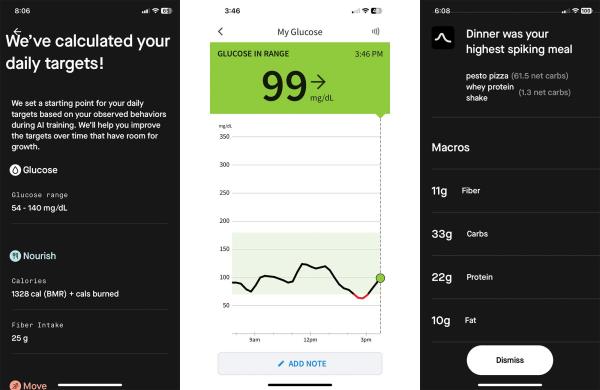 8:06
63
We've calculated your
daily targets!
We set a starting point for your daily
targets based on your observed behaviors
during AI training. We'll help you improve
the targets over time that have room for
growth.
Glucose
Glucose range
54 - 140 mg/dL
Nourish
Calories
1328 cal (BMR) + cals burned
Fiber Intake
25 g
Move
3:46
My Glucose
GLUCOSE IN RANGE
3:46 PM
99
mg/dL
mg/dL
350
300
250
200
150
100
50
9am
12pm
3pm
ADD NOTE
6:08
100
Dinner was your
highest spiking meal
pesto pizza (61.5 net carbs)
whey protein
shake (1.3 net carbs)
Macros
11g Fiber
33g Carbs
22g Protein
10g Fat
Dismiss